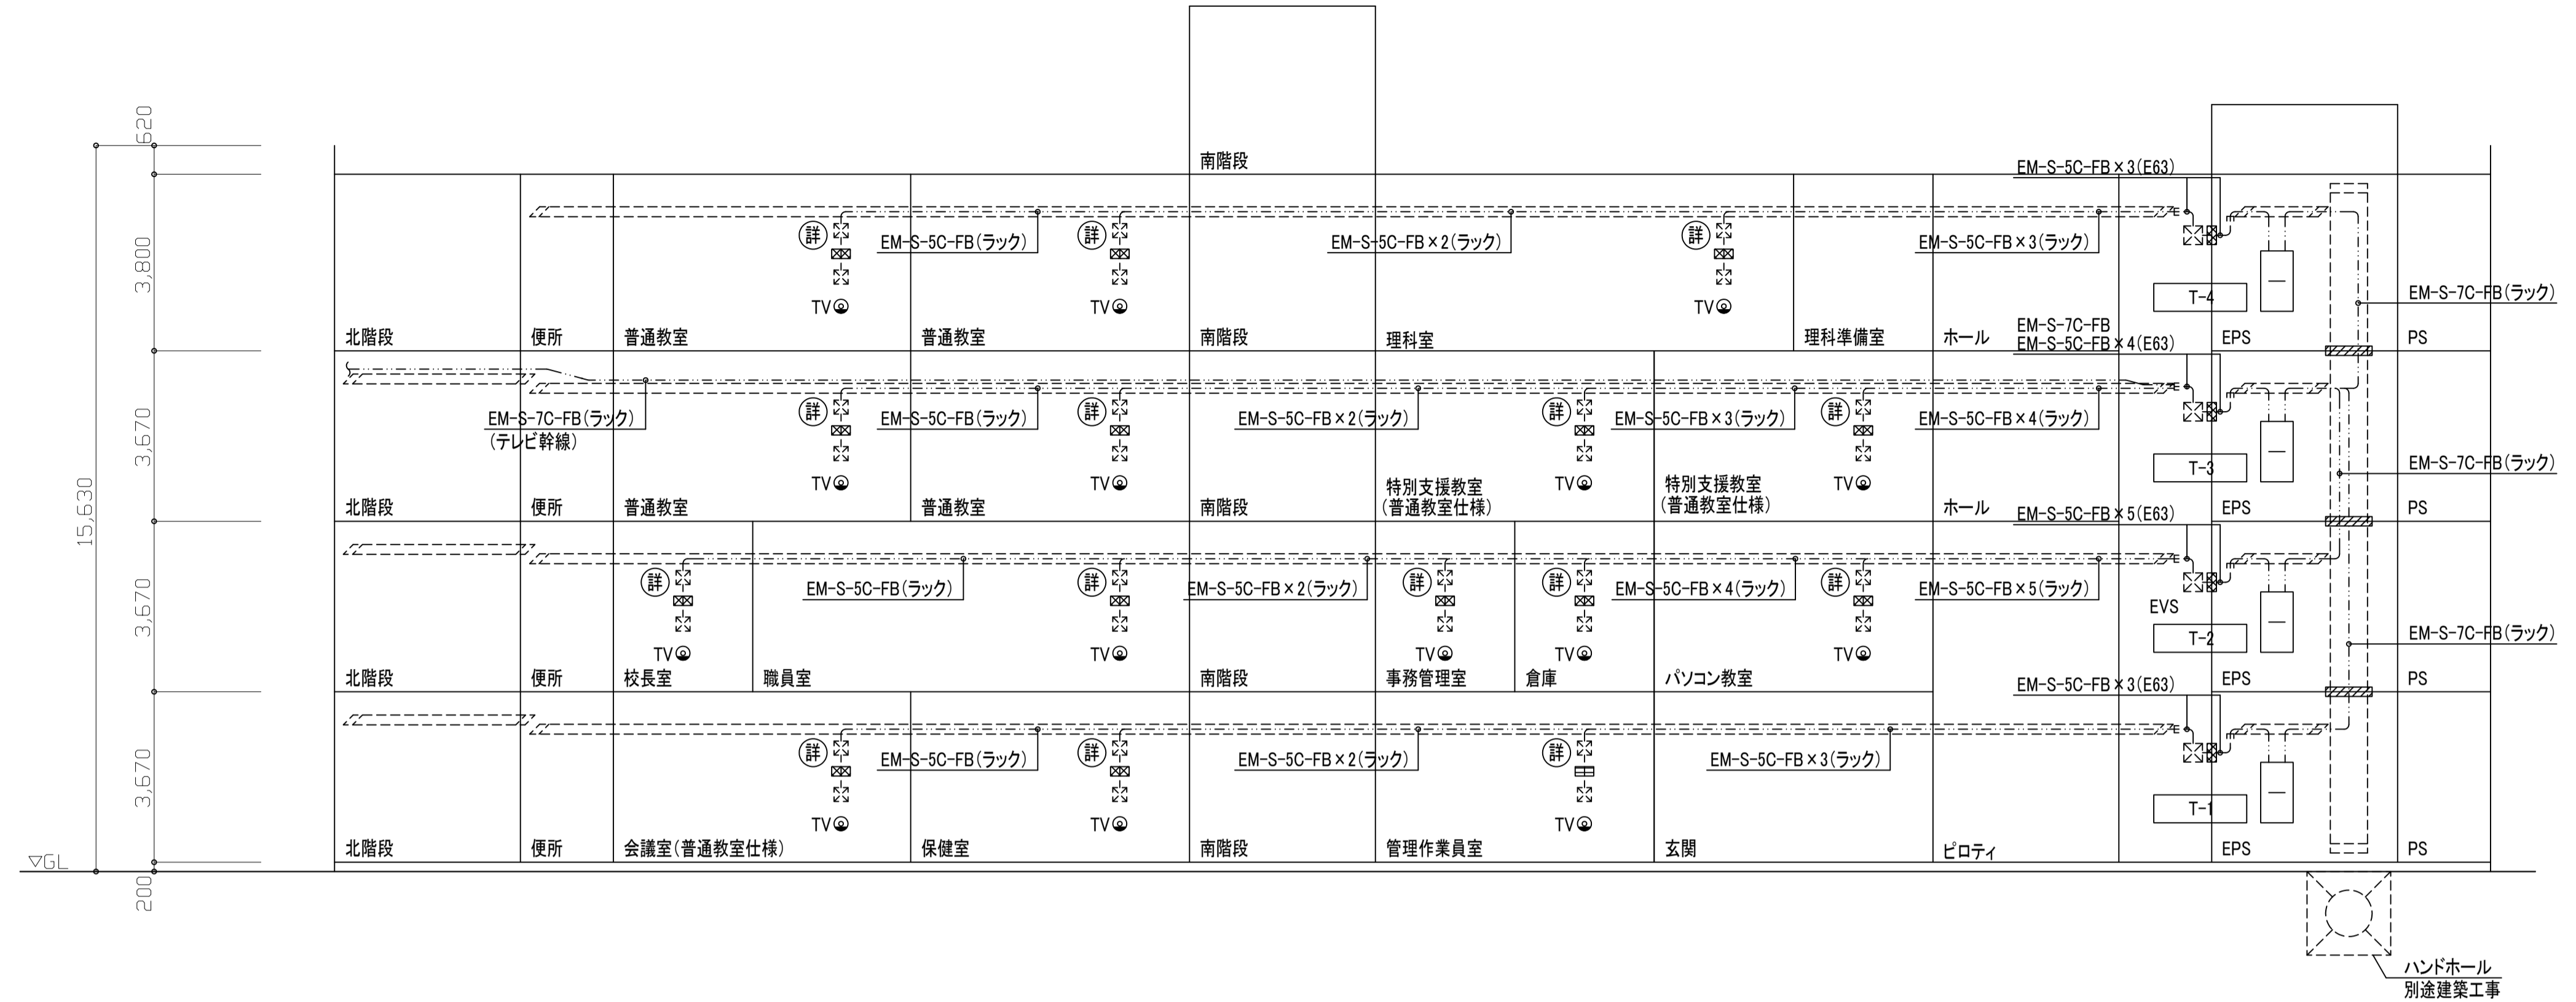 620
3,800
3,670
3,670
3,670
15,630
200
▽GL
南階段
EM-S-5C-FB×3(E63)
詳
EM-S-5C-FB(ラック)
詳
EM-S-5C-FB×2(ラック)
詳
EM-S-5C-FB×3(ラック)
TV
TV
TV
T-4
EM-S-7C-FB(ラック)
北階段
便所
普通教室
普通教室
南階段
理科室
理科準備室
ホール
EPS
PS
EM-S-7C-FB
EM-S-5C-FB×4(E63)
EM-S-7C-FB(ラック)
(テレビ幹線)
詳
EM-S-5C-FB(ラック)
詳
EM-S-5C-FB×2(ラック)
詳
EM-S-5C-FB×3(ラック)
詳
EM-S-5C-FB×4(ラック)
TV
TV
TV
TV
T-3
EM-S-7C-FB(ラック)
北階段
便所
普通教室
普通教室
南階段
特別支援教室
(普通教室仕様)
特別支援教室
(普通教室仕様)
ホール
EPS
PS
EM-S-5C-FB×5(E63)
詳
EM-S-5C-FB(ラック)
詳
EM-S-5C-FB×2(ラック)
詳
詳
EM-S-5C-FB×4(ラック)
詳
EM-S-5C-FB×5(ラック)
EVS
TV
TV
TV
TV
TV
T-2
EM-S-7C-FB(ラック)
北階段
便所
校長室
職員室
南階段
事務管理室
倉庫
パソコン教室
EPS
PS
EM-S-5C-FB×3(E63)
詳
EM-S-5C-FB(ラック)
詳
EM-S-5C-FB×2(ラック)
詳
EM-S-5C-FB×3(ラック)
TV
TV
TV
T-1
北階段
便所
会議室(普通教室仕様)
保健室
南階段
管理作業員室
玄関
ピロティ
EPS
PS
ハンドホール
別途建築工事